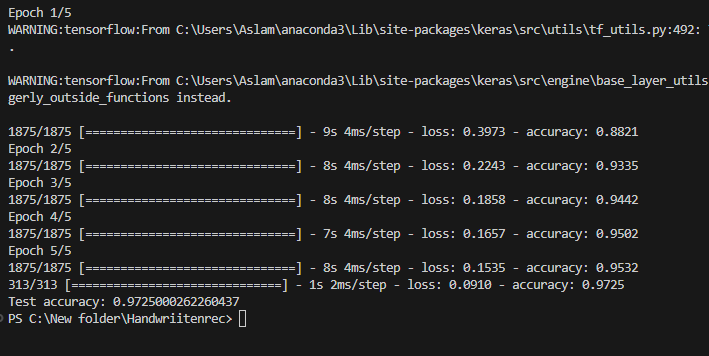 Epoch 1/5
WARNING:tensorflow:From C:\Users\Aslam\anaconda3\Lib\site-packages\keras\src\utils\tf_utils.py:492:
.
WARNING:tensorflow:From C:\Users\Aslam\anaconda3\Lib\site-packages\keras\src\engine\base_layer_utils
gerly_outside_functions instead.
1875/1875 [==============================] - 9s 4ms/step - loss: 0.3973 - accuracy: 0.8821
Epoch 2/5
1875/1875 [==============================] - 8s 4ms/step - loss: 0.2243 - accuracy: 0.9335
Epoch 3/5
1875/1875 [==============================] - 8s 4ms/step - loss: 0.1858 - accuracy: 0.9442
Epoch 4/5
1875/1875 [==============================] - 7s 4ms/step - loss: 0.1657 - accuracy: 0.9502
Epoch 5/5
1875/1875 [==============================] - 8s 4ms/step - loss: 0.1535 - accuracy: 0.9532
313/313 [==============================] - 1s 2ms/step - loss: 0.0910 - accuracy: 0.9725
Test accuracy: 0.9725000262260437
PS C:\New folder\Handwriitenrec>